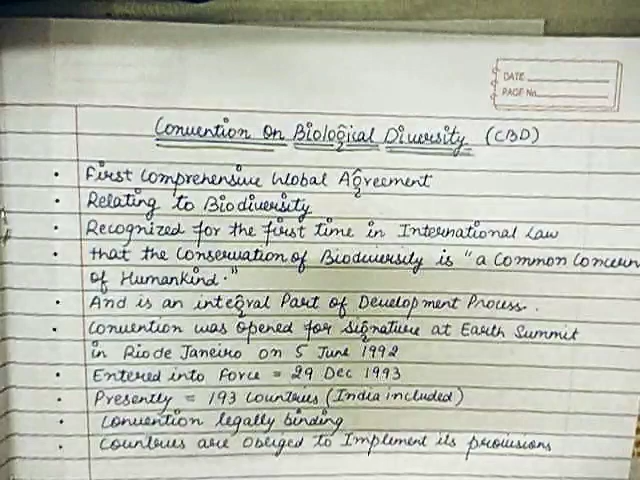 DATE
PAGE No.
Convention on Biological Diversity (CBD)
• First Comprehensive Global Agreement
• Relating to Biodiversity
• Recognized for the first time in International Law
• that the Conservation of Biodiversity is "a Common Concern
of Humankind."
• And is an integral Part of Development Process.
• Convention was opened for Signature at Earth Summit
in Rio de Janeiro on 5 June 1992
• Entered into Force = 29 Dec 1993
• Presently = 193 Countries (India included)
• Convention legally binding
• Countries are obliged to Implement its provisions